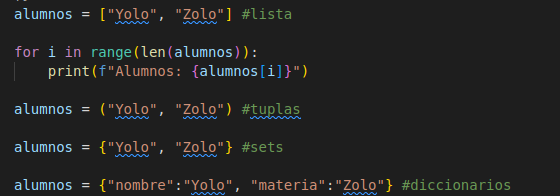 alumnos = ["Yolo", "Zolo"] #lista
for i in range(len(alumnos)):
    print(f"Alumnos: {alumnos[i]}")
alumnos = ("Yolo", "Zolo") #tuplas
alumnos = {"Yolo", "Zolo"} #sets
alumnos = {"nombre":"Yolo", "materia":"Zolo"} #diccionarios